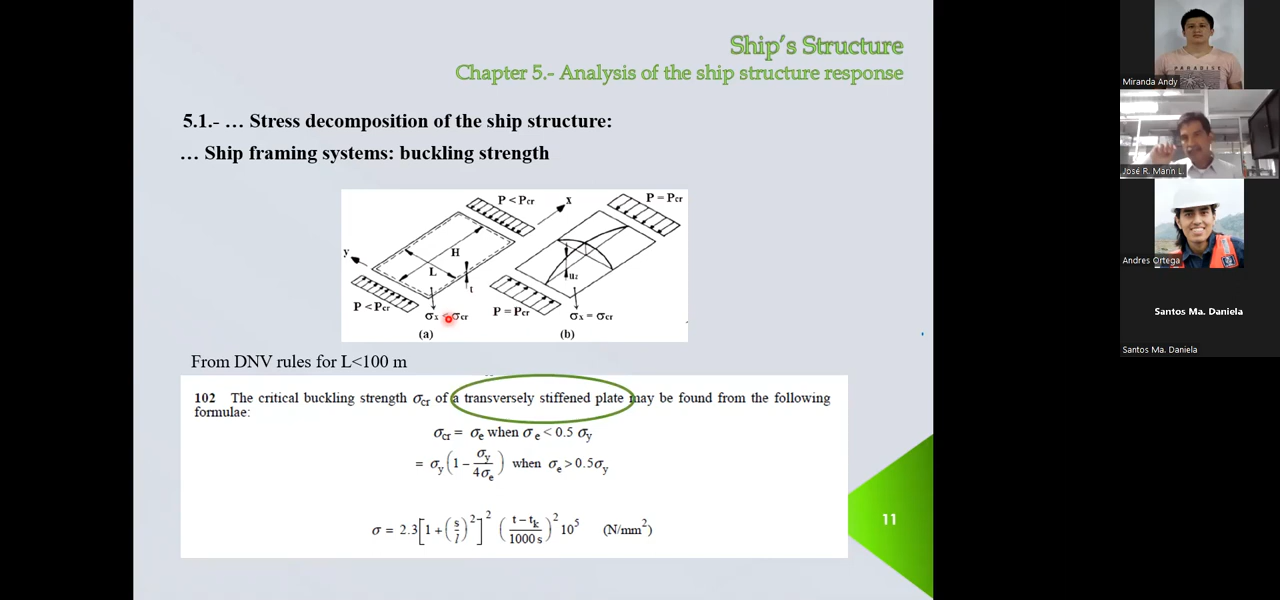 Ship's Structure
Chapter 5.- Analysis of the ship structure response
5.1.- … Stress decomposition of the ship structure:
… Ship framing systems: buckling strength
P < Pcr
x
P = Pcr
y
H
L
t
uz
P < Pcr
σx σcr
P = Pcr
σx = σcr
(a)
(b)
From DNV rules for L<100 m
102 The critical buckling strength σcr of a transversely stiffened plate may be found from the following
formulae:
σcr = σe when σe < 0.5 σy
= σy(1 − σy/4σe) when σe > 0.5σy
σ = 2.3[1 + (s/l)²]² ((t − tk)/1000 s)² 10⁵ (N/mm²)
11
PARADISE
Miranda Andy
José R. Marin L.
Andres Ortega
Santos Ma. Daniela
Santos Ma. Daniela